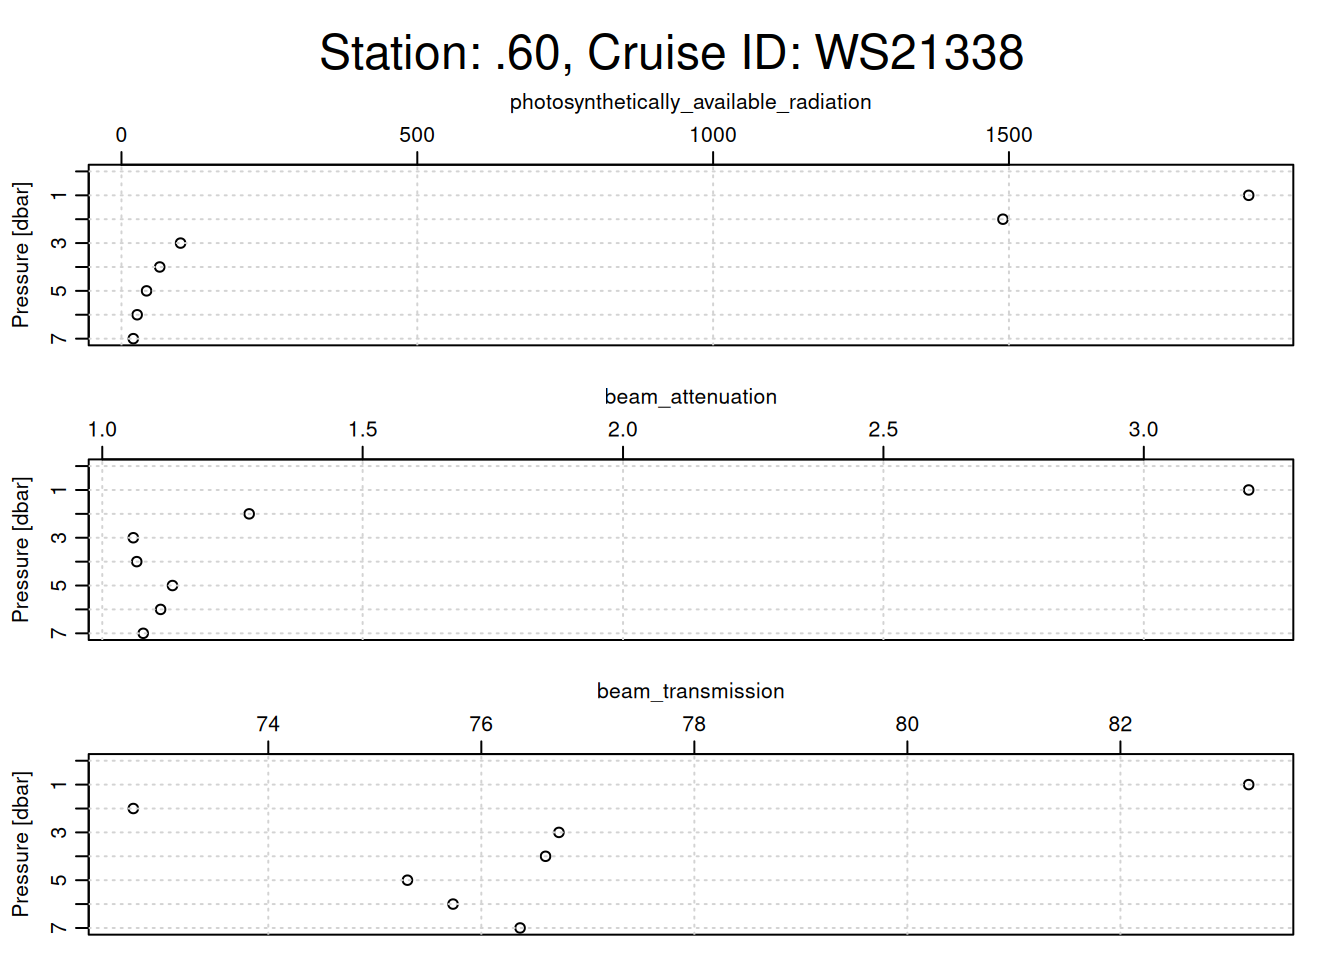 Station: .60, Cruise ID: WS21338
photosynthetically_available_radiation
0 500 1000 1500
Pressure [dbar]
1
3
5
7
beam_attenuation
1.0 1.5 2.0 2.5 3.0
Pressure [dbar]
1
3
5
7
beam_transmission
74 76 78 80 82
Pressure [dbar]
1
3
5
7